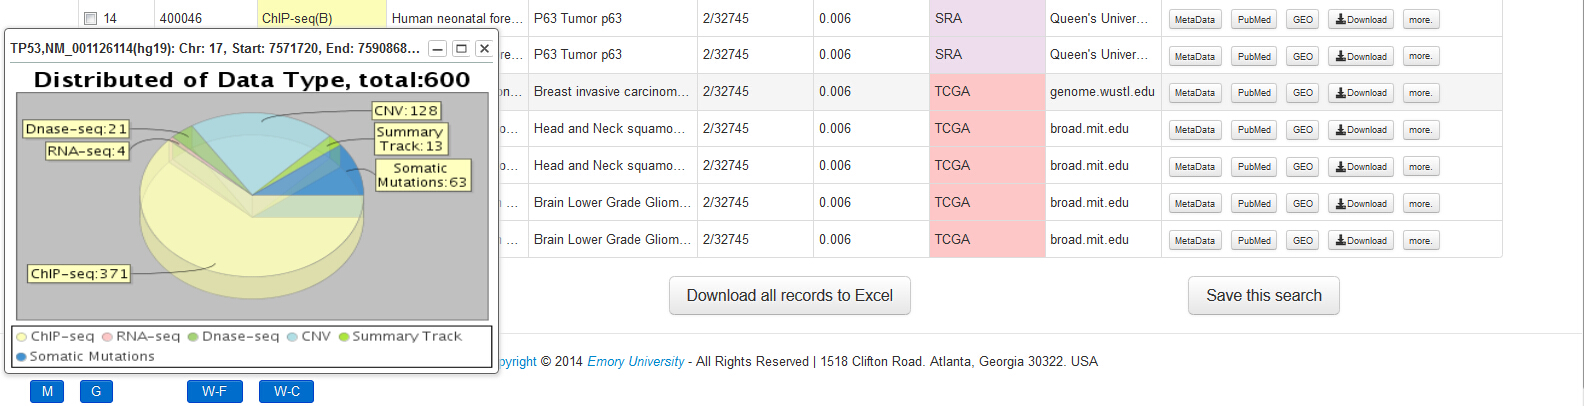 14 400046 ChIP-seq(B) Human neonatal fore... P63 Tumor p63 2/32745 0.006 SRA Queen's Univer... MetaData PubMed GEO Download more.
re... P63 Tumor p63 2/32745 0.006 SRA Queen's Univer... MetaData PubMed GEO Download more.
on... Breast invasive carcinom... 2/32745 0.006 TCGA genome.wustl.edu MetaData PubMed GEO Download more.
o... Head and Neck squamo... 2/32745 0.006 TCGA broad.mit.edu MetaData PubMed GEO Download more.
o... Head and Neck squamo... 2/32745 0.006 TCGA broad.mit.edu MetaData PubMed GEO Download more.
... Brain Lower Grade Gliom... 2/32745 0.006 TCGA broad.mit.edu MetaData PubMed GEO Download more.
... Brain Lower Grade Gliom... 2/32745 0.006 TCGA broad.mit.edu MetaData PubMed GEO Download more.
TP53,NM_001126114(hg19): Chr: 17, Start: 7571720, End: 7590868...
Distributed of Data Type, total:600
CNV:128
Dnase-seq:21
Summary
Track:13
RNA-seq:4
Somatic
Mutations:63
ChIP-seq:371
ChIP-seq RNA-seq Dnase-seq CNV Summary Track
Somatic Mutations
Download all records to Excel Save this search
pyright © 2014 Emory University - All Rights Reserved | 1518 Clifton Road. Atlanta, Georgia 30322. USA
M G W-F W-C